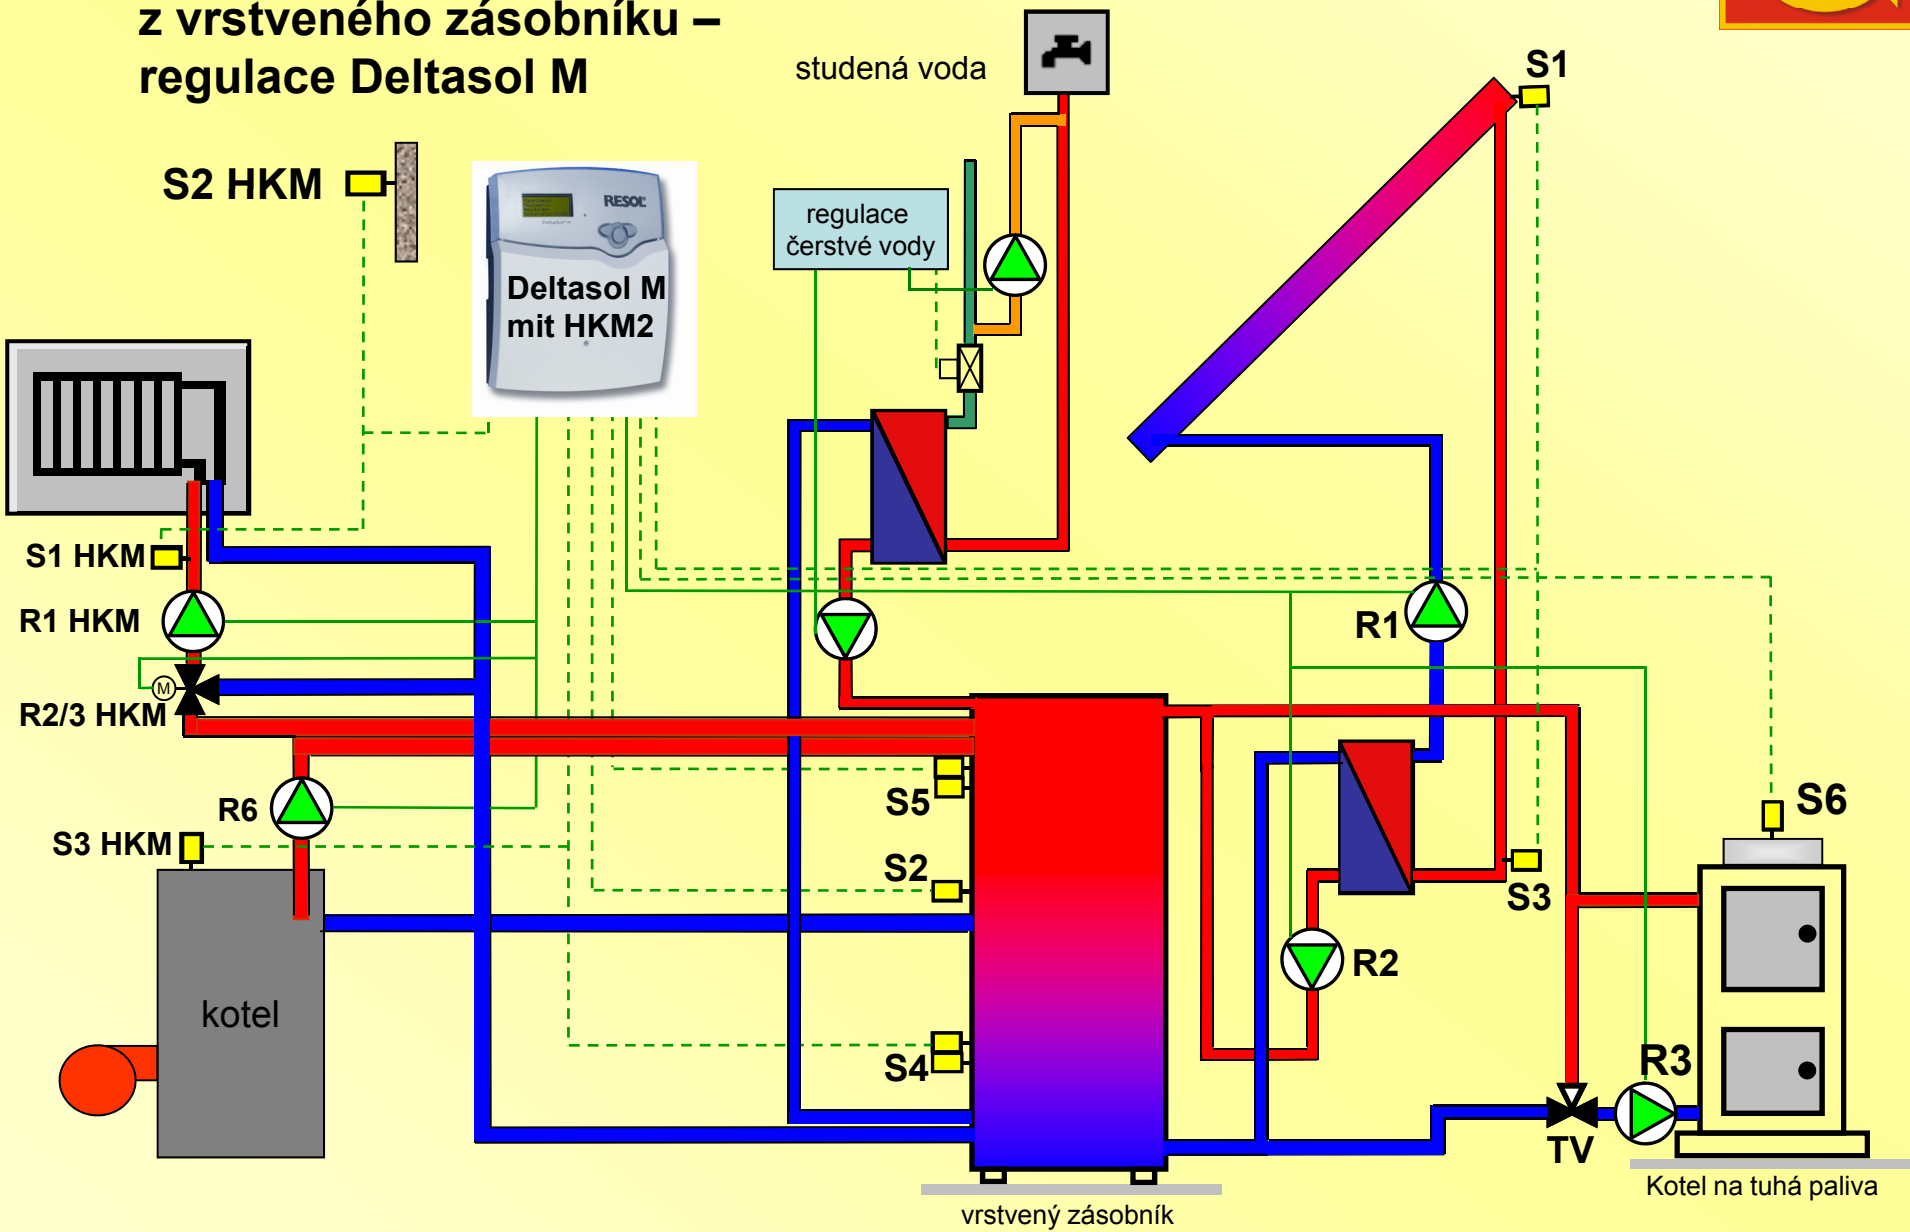 z vrstveného zásobníku –
regulace Deltasol M
studená voda
S1
S2 HKM
RESOL
regulace
čerstvé vody
Deltasol M
mit HKM2
S1 HKM
R1 HKM
R1
M
R2/3 HKM
S5
R6
S6
S3 HKM
S2
S3
R2
kotel
S4
R3
TV
Kotel na tuhá paliva
vrstvený zásobník